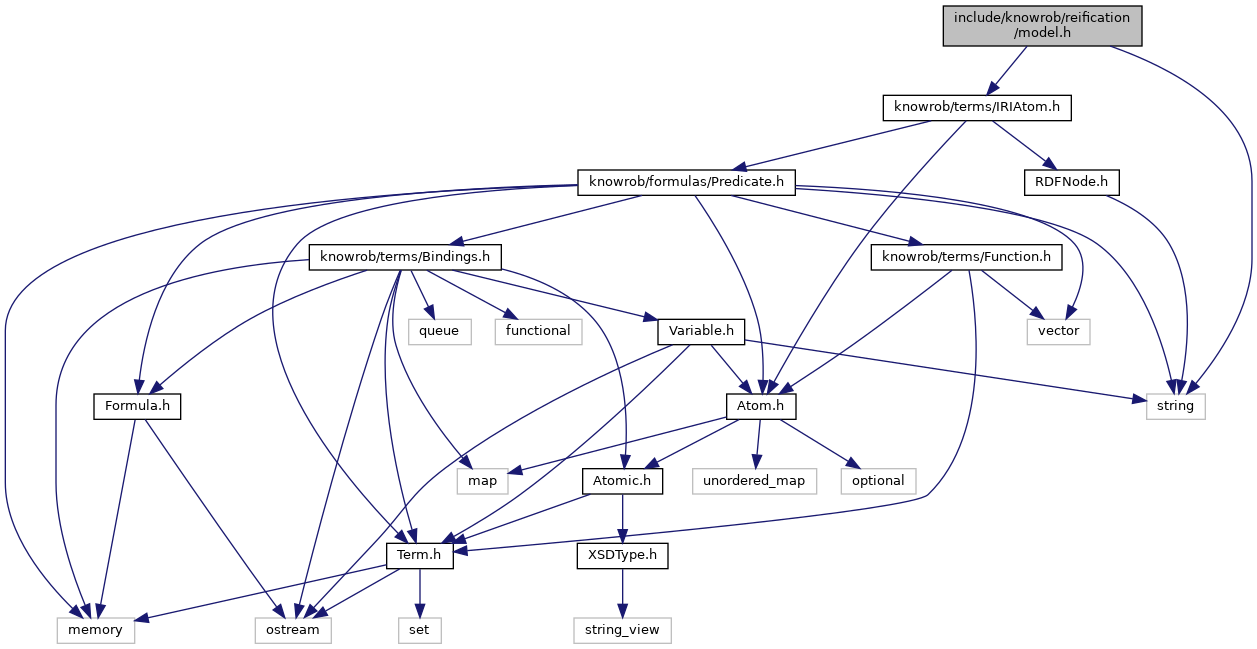 include/knowrob/reification
/model.h
knowrob/terms/IRIAtom.h
knowrob/formulas/Predicate.h
RDFNode.h
knowrob/terms/Bindings.h
knowrob/terms/Function.h
queue
functional
Variable.h
vector
Formula.h
Atom.h
string
map
Atomic.h
unordered_map
optional
Term.h
XSDType.h
memory
ostream
set
string_view